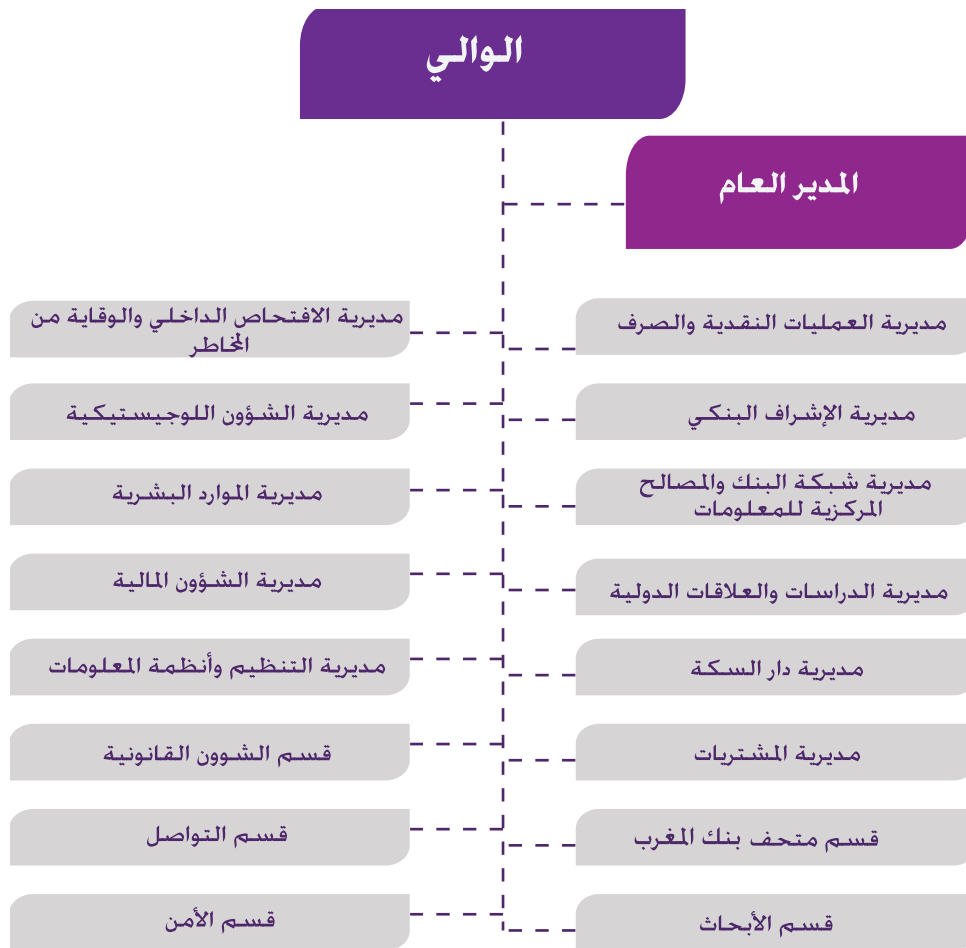 الوالي
المدير العام
مديرية العمليات النقدية والصرف
مديرية الإشراف البنكي
مديرية شبكة البنك والمصالح
المركزية للمعلومات
مديرية الدراسات والعلاقات الدولية
مديرية دار السكة
مديرية المشتريات
قسم متحف بنك المغرب
قسم الأبحاث
مديرية الافتحاص الداخلي والوقاية من
المخاطر
مديرية الشؤون اللوجيستيكية
مديرية الموارد البشرية
مديرية الشؤون المالية
مديرية التنظيم وأنظمة المعلومات
قسم الشوون القانونية
قسم التواصل
قسم الأمن